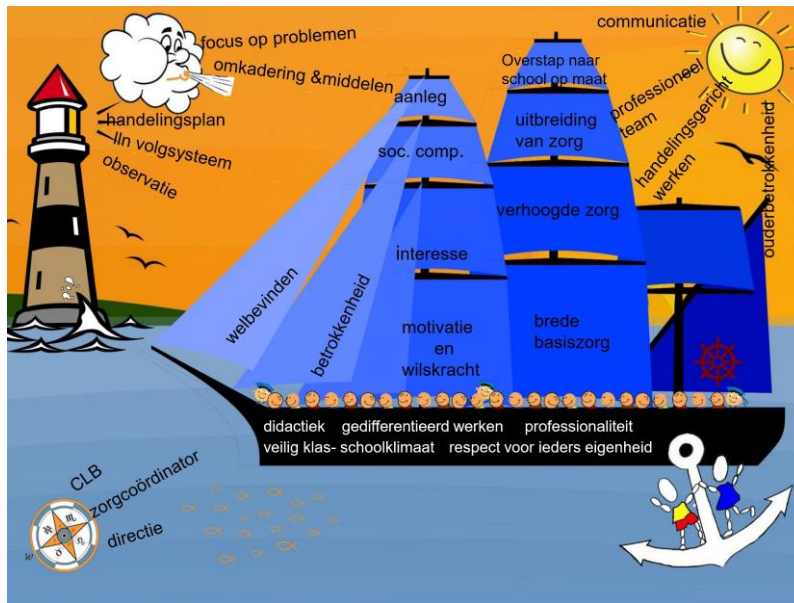 communicatie
focus op problemen
omkadering &middelen
handelingsplan
lln volgsysteem
observatie
aanleg
soc. comp.
interesse
motivatie
en
wilskracht
welbevinden
betrokkenheid
Overstap naar
school op maat
uitbreiding
van zorg
verhoogde zorg
brede
basiszorg
professioneel
team
handelingsgericht
werken
ouderbetrokkenheid
didactiek gedifferentieerd werken professionaliteit
veilig klas- schoolklimaat respect voor ieders eigenheid
CLB
zorgcoördinator
directie
W